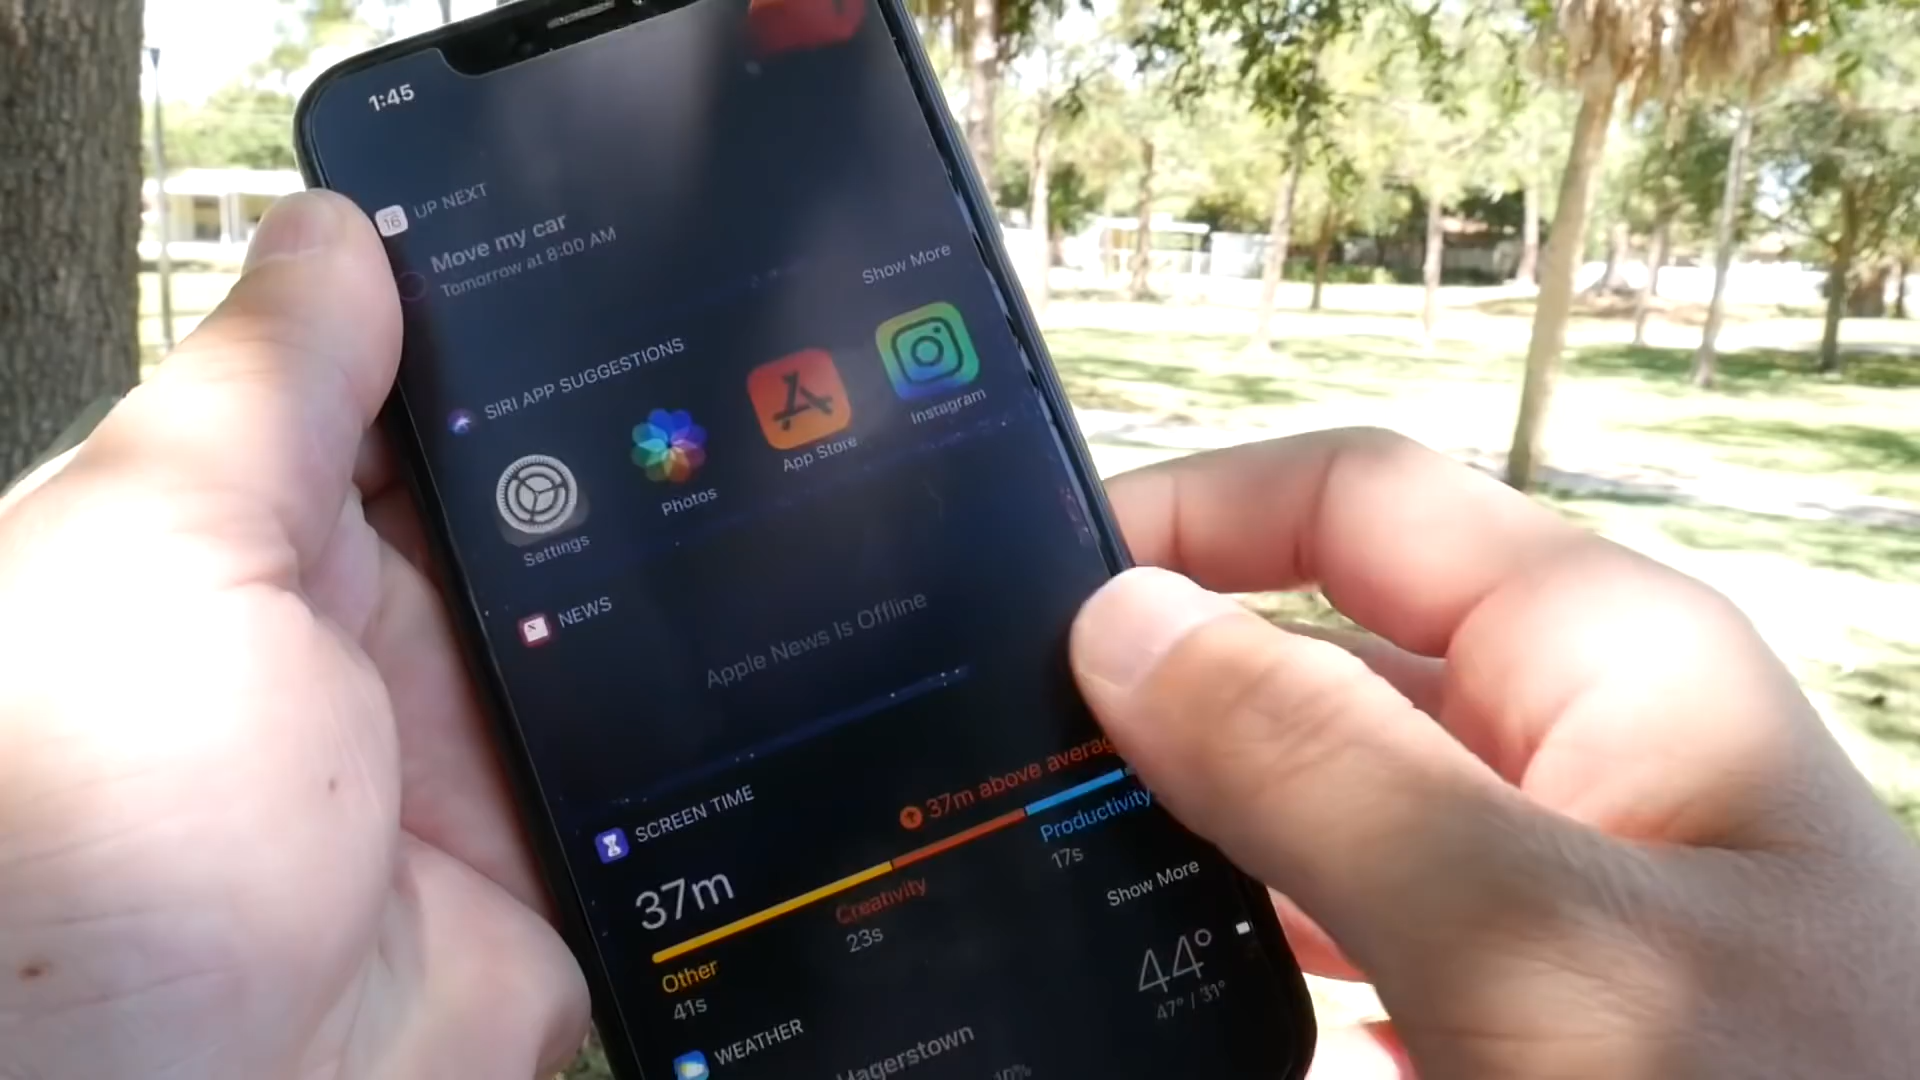 1:45
16
UP NEXT
Move my car
Tomorrow at 8:00 AM
Show More
SIRI APP SUGGESTIONS
Settings
Photos
App Store
Instagram
NEWS
Apple News Is Offline
SCREEN TIME
37m above averag
37m
Other
41s
Creativity
23s
Productivity
17s
Show More
WEATHER
Hagerstown
44°
47° / 31°
10%